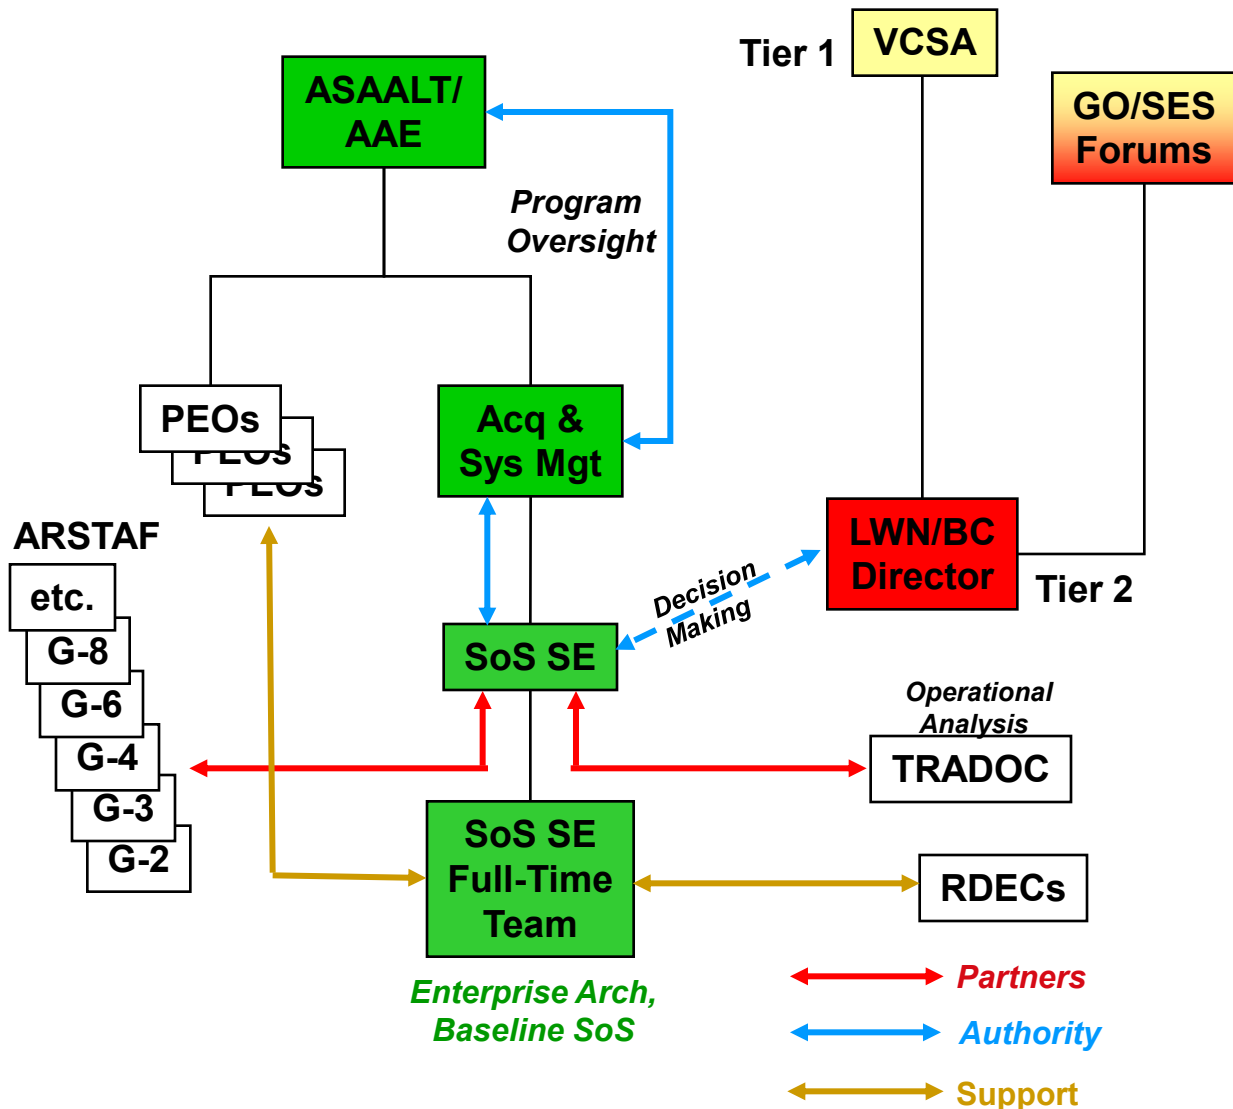 Tier 1
VCSA
ASAALT/
AAE
GO/SES
Forums
Program
Oversight
PEOs
PEOs
PEOs
Acq &
Sys Mgt
ARSTAF
etc.
G-8
G-6
G-4
G-3
G-2
LWN/BC
Director
Tier 2
Decision
Making
SoS SE
Operational
Analysis
TRADOC
SoS SE
Full-Time
Team
RDECs
Enterprise Arch,
Baseline SoS
Partners
Authority
Support